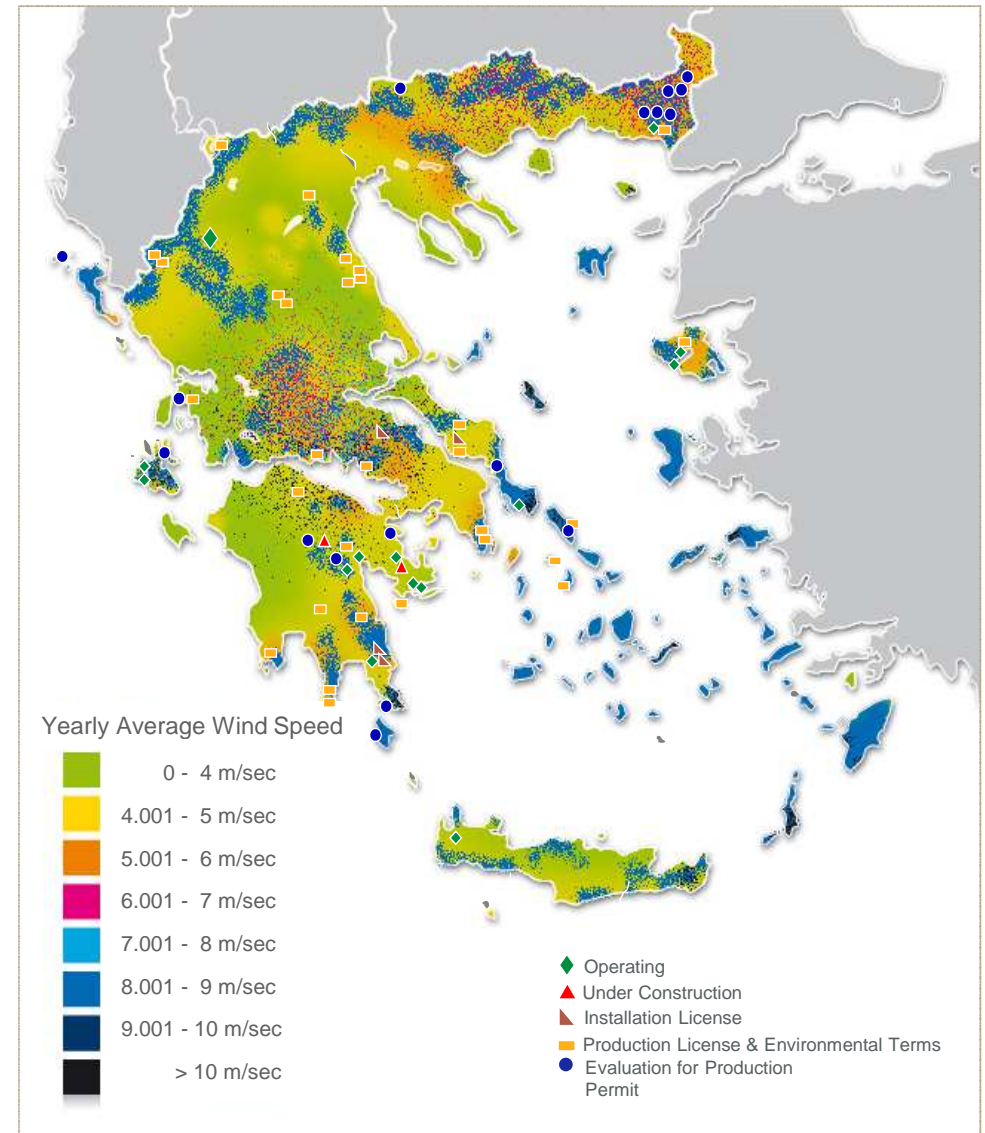 Yearly Average Wind Speed
0 - 4 m/sec
4.001 - 5 m/sec
5.001 - 6 m/sec
6.001 - 7 m/sec
7.001 - 8 m/sec
8.001 - 9 m/sec
9.001 - 10 m/sec
> 10 m/sec
Operating
Under Construction
Installation License
Production License & Environmental Terms
Evaluation for Production
Permit